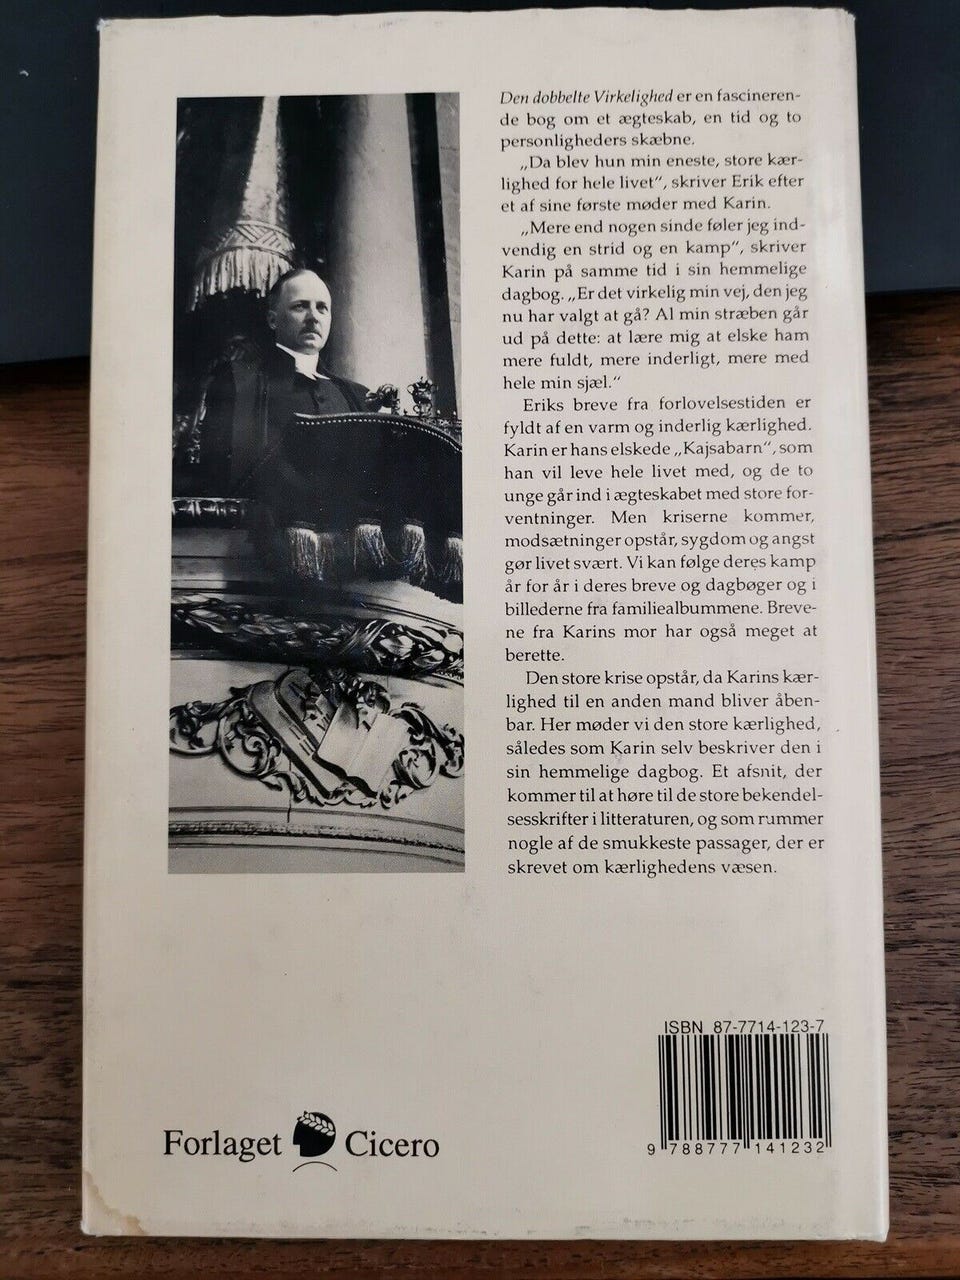 Den dobbelte Virkelighed er en fascineren-
de bog om et ægteskab, en tid og to
personligheders skæbne.
„Da blev hun min eneste, store kær-
lighed for hele livet“, skriver Erik efter
et af sine første møder med Karin.
„Mere end nogen sinde føler jeg ind-
vendig en strid og en kamp“, skriver
Karin på samme tid i sin hemmelige
dagbog. „Er det virkelig min vej, den jeg
nu har valgt at gå? Al min stræben går
ud på dette: at lære mig at elske ham
mere fuldt, mere inderligt, mere med
hele min sjæl.“
Eriks breve fra forlovelsestiden er
fyldt af en varm og inderlig kærlighed.
Karin er hans elskede „Kajsabarn“, som
han vil leve hele livet med, og de to
unge går ind i ægteskabet med store for-
ventninger. Men kriserne kommer,
modsætninger opstår, sygdom og angst
gør livet svært. Vi kan følge deres kamp
år for år i deres breve og dagbøger og i
billederne fra familiealbummene. Breve-
ne fra Karins mor har også meget at
berette.
Den store krise opstår, da Karins kær-
lighed til en anden mand bliver åben-
bar. Her møder vi den store kærlighed,
således som Karin selv beskriver den i
sin hemmelige dagbog. Et afsnit, der
kommer til at høre til de store bekendel-
sesskrifter i litteraturen, og som rummer
nogle af de smukkeste passager, der er
skrevet om kærlighedens væsen.
ISBN 87-7714-123-7
9 788777 141232
Forlaget Cicero